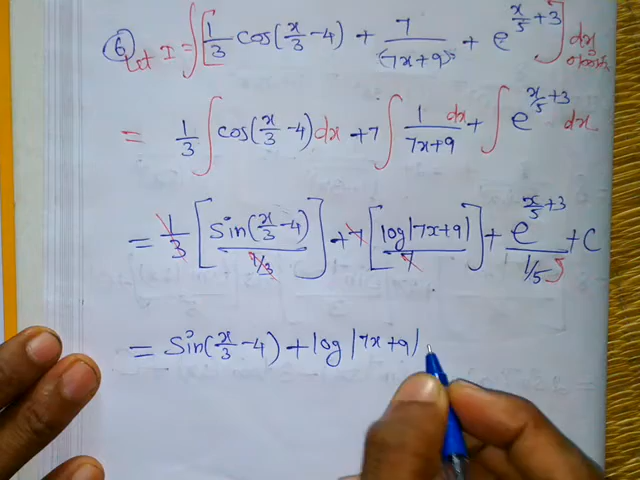 ⑥ Let I = ∫[1/3 cos(x/3 - 4) + 7/(7x+9) + e^(x/5 + 3)] dx
= 1/3 ∫cos(x/3 - 4)dx + 7∫ 1/(7x+9) dx + ∫e^(x/5 + 3) dx
= 1/3 [sin(x/3 - 4)/(1/3)] + 7 [log|7x+9|/7] + e^(x/5 + 3)/(1/5) + C
= Sin(x/3 - 4) + log|7x+9|